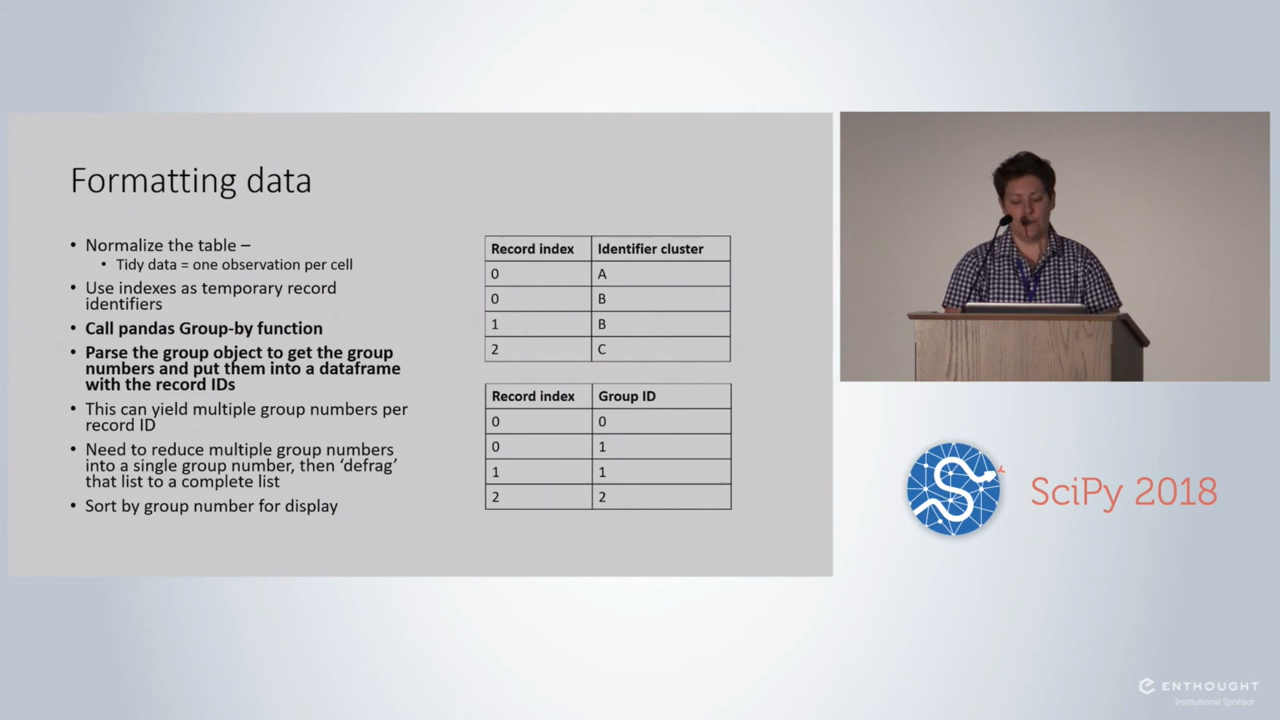 Formatting data
• Normalize the table –
• Tidy data = one observation per cell
• Use indexes as temporary record
identifiers
• Call pandas Group-by function
• Parse the group object to get the group
numbers and put them into a dataframe
with the record IDs
• This can yield multiple group numbers per
record ID
• Need to reduce multiple group numbers
into a single group number, then ‘defrag’
that list to a complete list
• Sort by group number for display
Record index Identifier cluster
0 A
0 B
1 B
2 C
Record index Group ID
0 0
0 1
1 1
2 2
SciPy 2018
ENTHOUGHT
Institutional Sponsor